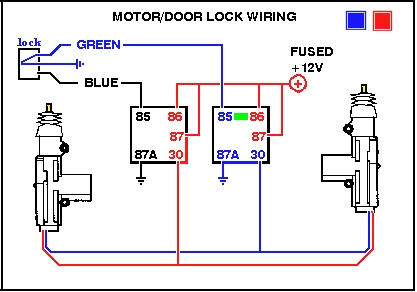 MOTOR/DOOR LOCK WIRING
lock
GREEN
BLUE
FUSED
+12V
85 86
87
87A 30
85 86
87
87A 30